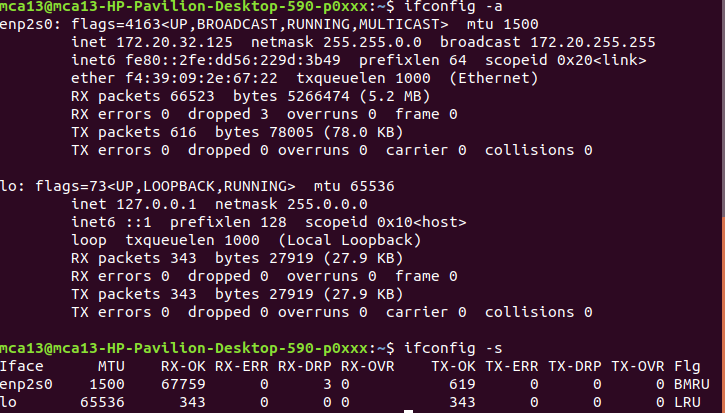 mca13@mca13-HP-Pavilion-Desktop-590-p0xxx:~$ ifconfig -a
enp2s0: flags=4163<UP,BROADCAST,RUNNING,MULTICAST>  mtu 1500
        inet 172.20.32.125  netmask 255.255.0.0  broadcast 172.20.255.255
        inet6 fe80::2fe:dd56:229d:3b49  prefixlen 64  scopeid 0x20<link>
        ether f4:39:09:2e:67:22  txqueuelen 1000  (Ethernet)
        RX packets 66523  bytes 5266474 (5.2 MB)
        RX errors 0  dropped 3  overruns 0  frame 0
        TX packets 616  bytes 78005 (78.0 KB)
        TX errors 0  dropped 0 overruns 0  carrier 0  collisions 0
lo: flags=73<UP,LOOPBACK,RUNNING>  mtu 65536
        inet 127.0.0.1  netmask 255.0.0.0
        inet6 ::1  prefixlen 128  scopeid 0x10<host>
        loop  txqueuelen 1000  (Local Loopback)
        RX packets 343  bytes 27919 (27.9 KB)
        RX errors 0  dropped 0  overruns 0  frame 0
        TX packets 343  bytes 27919 (27.9 KB)
        TX errors 0  dropped 0 overruns 0  carrier 0  collisions 0
mca13@mca13-HP-Pavilion-Desktop-590-p0xxx:~$ ifconfig -s
Iface      MTU    RX-OK RX-ERR RX-DRP RX-OVR    TX-OK TX-ERR TX-DRP TX-OVR Flg
enp2s0    1500    67759      0      3 0           619      0      0      0 BMRU
lo       65536      343      0      0 0           343      0      0      0 LRU